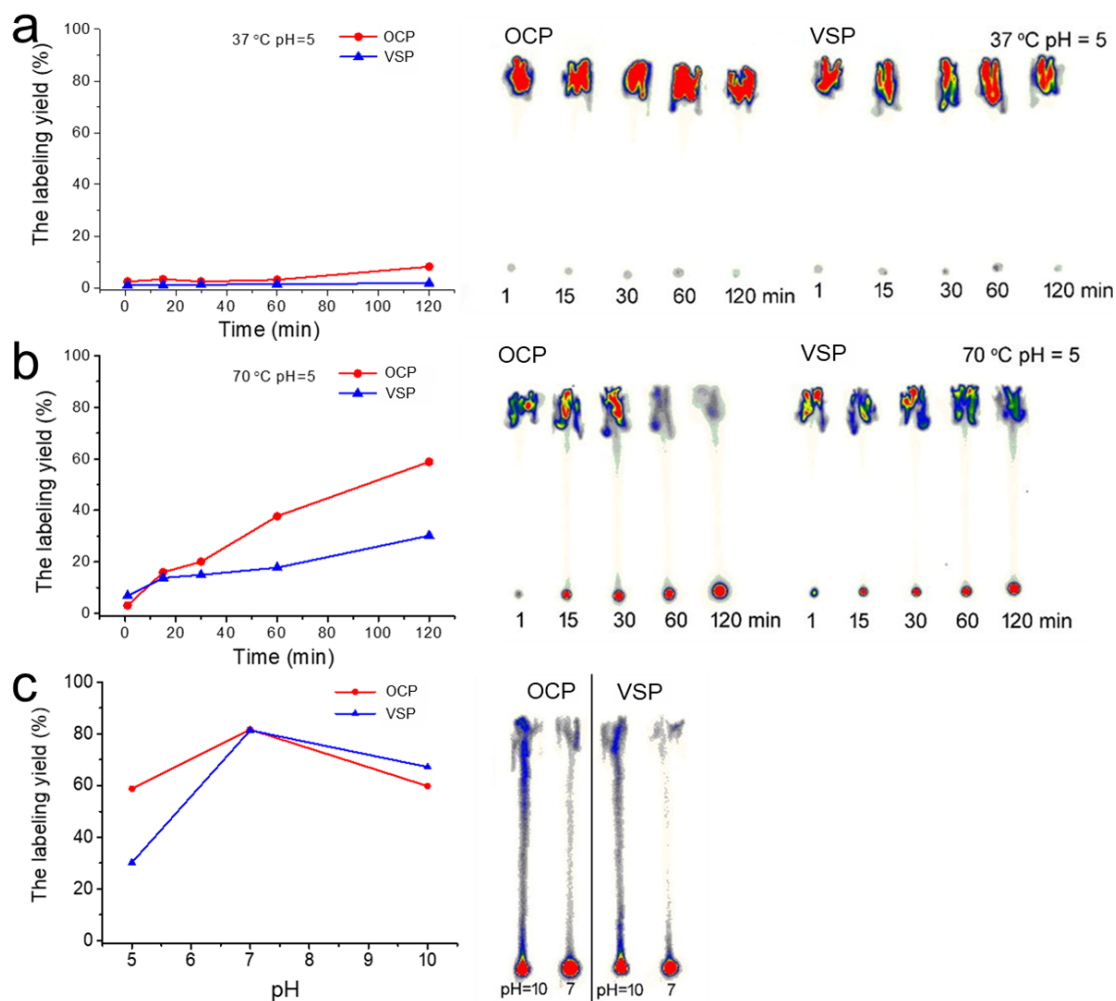 a
The labeling yield (%)
100
80
60
40
20
0
37 °C pH=5
OCP
VSP
0 20 40 60 80 100 120
Time (min)
OCP
VSP
37 °C pH = 5
1 15 30 60 120 min
1 15 30 60 120 min
b
The labeling yield (%)
100
80
60
40
20
0
70 °C pH=5
OCP
VSP
0 20 40 60 80 100 120
Time (min)
OCP
VSP
70 °C pH = 5
1 15 30 60 120 min
1 15 30 60 120 min
c
The labeling yield (%)
100
80
60
40
20
0
OCP
VSP
5 6 7 8 9 10
pH
OCP
VSP
pH=10 7
pH=10 7